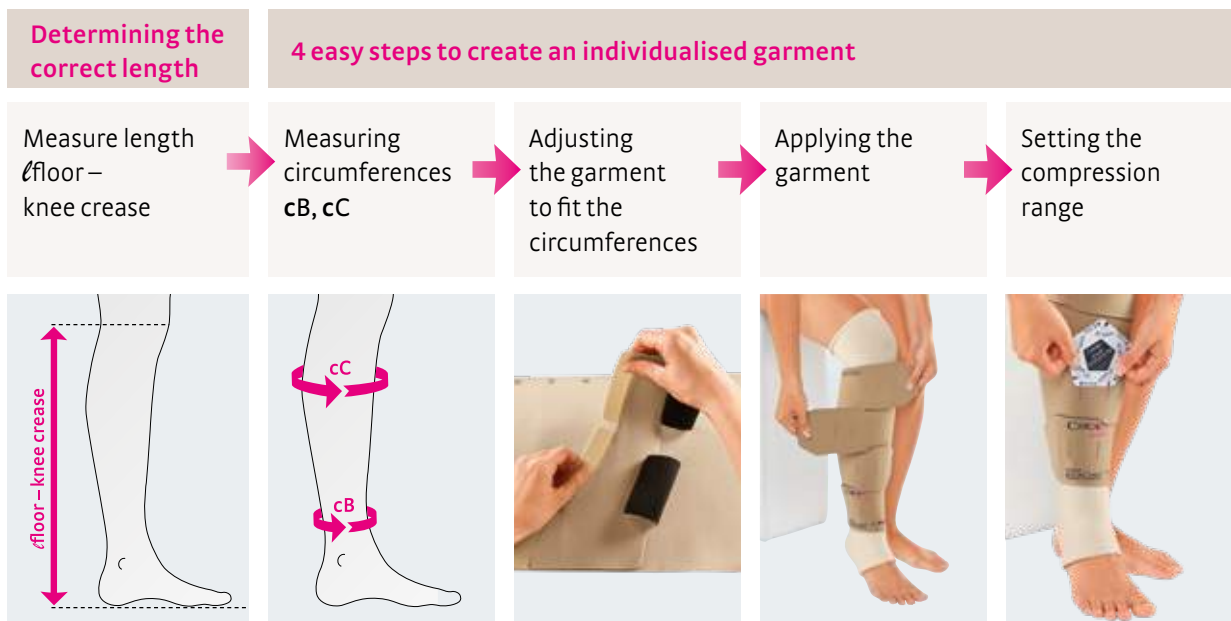 Determining the
correct length
4 easy steps to create an individualised garment
Measure length
ℓfloor –
knee crease
Measuring
circumferences
cB, cC
Adjusting
the garment
to fit the
circumferences
Applying the
garment
Setting the
compression
range
ℓfloor – knee crease
cC
cB